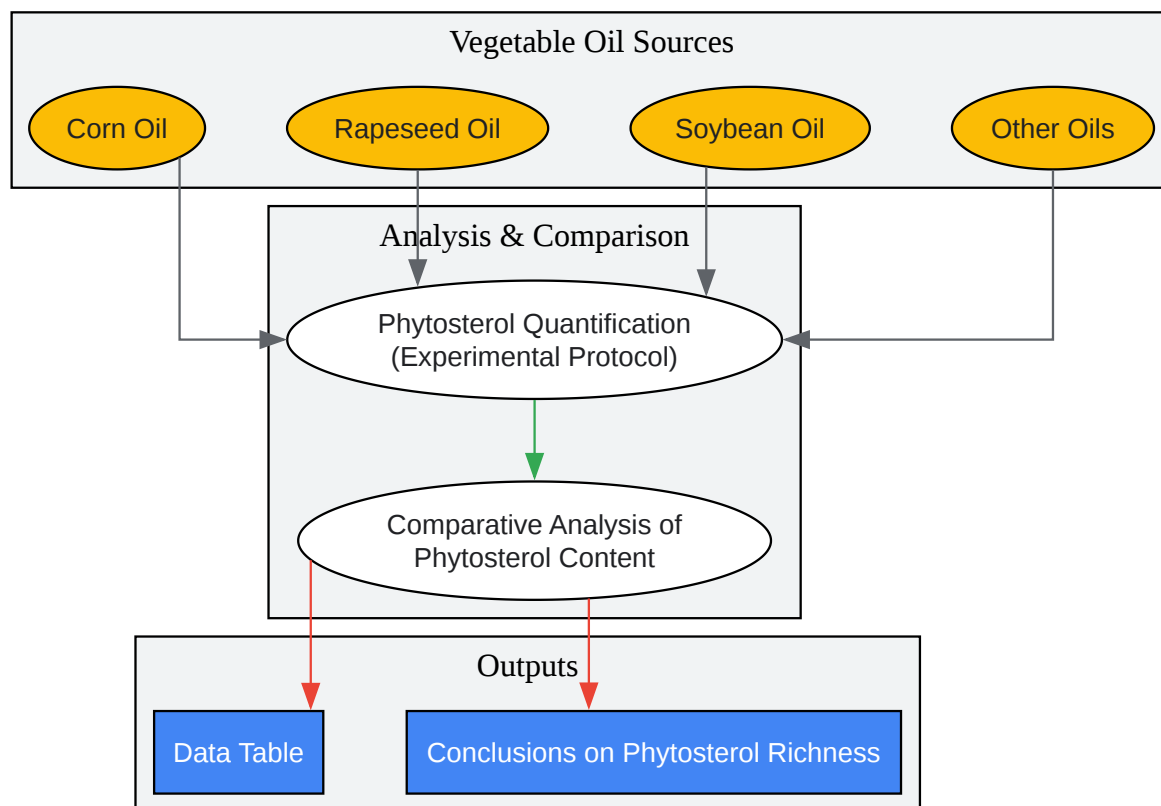 Vegetable Oil Sources
Corn Oil
Rapeseed Oil
Soybean Oil
Other Oils
Analysis & Comparison
Phytosterol Quantification
(Experimental Protocol)
Comparative Analysis of
Phytosterol Content
Outputs
Data Table
Conclusions on Phytosterol Richness